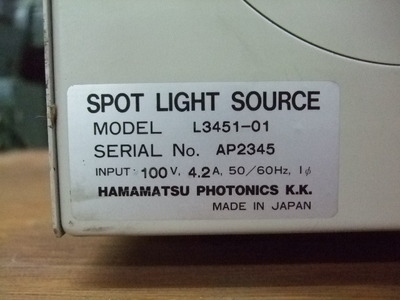 SPOT LIGHT SOURCE
MODEL L3451-01
SERIAL No. AP2345
INPUT: 100V, 4.2A, 50/60Hz, 1φ
HAMAMATSU PHOTONICS K.K.
MADE IN JAPAN